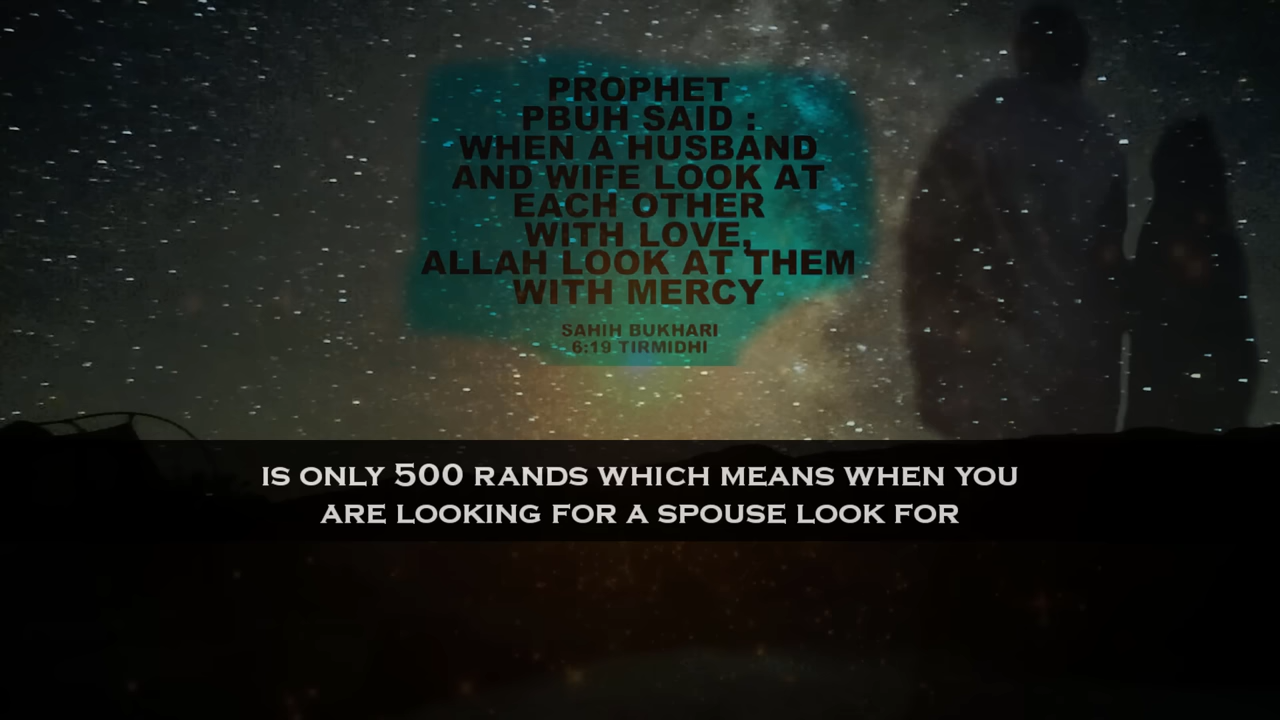 PROPHET
PBUH SAID :
WHEN A HUSBAND
AND WIFE LOOK AT
EACH OTHER
WITH LOVE,
ALLAH LOOK AT THEM
WITH MERCY
SAHIH BUKHARI
6:19 TIRMIDHI
IS ONLY 500 RANDS WHICH MEANS WHEN YOU
ARE LOOKING FOR A SPOUSE LOOK FOR